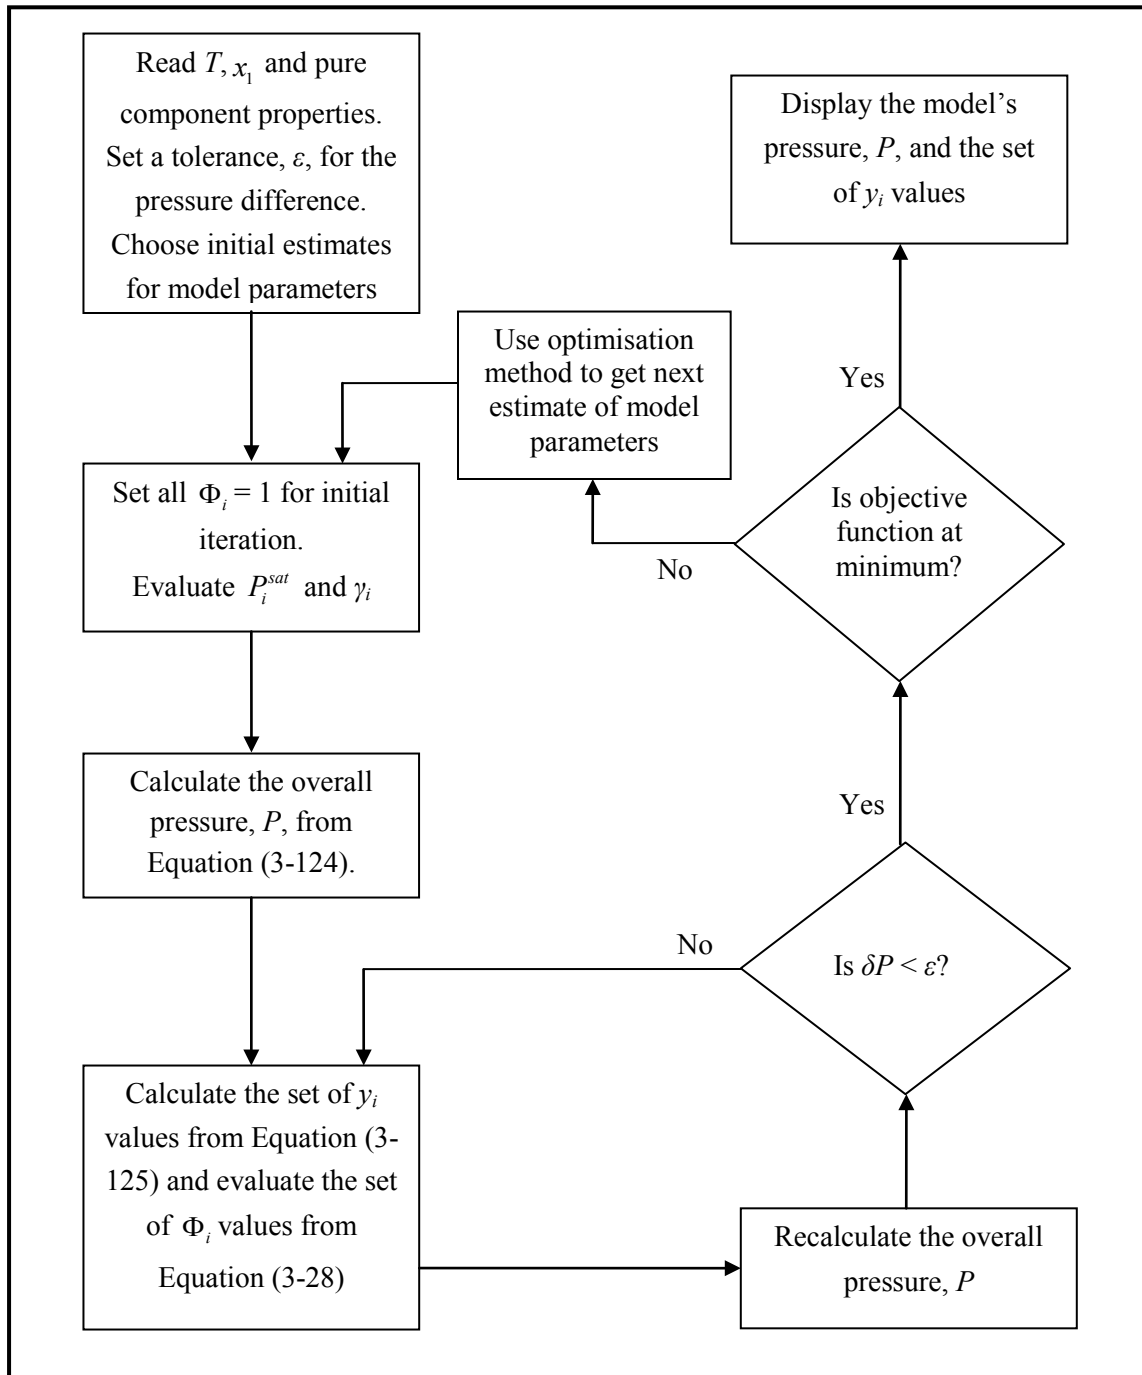 Read T, x₁ and pure
component properties.
Set a tolerance, ε, for the
pressure difference.
Choose initial estimates
for model parameters
Set all Φᵢ = 1 for initial
iteration.
Evaluate Pᵢˢᵃᵗ and γᵢ
Calculate the overall
pressure, P, from
Equation (3-124).
Calculate the set of yᵢ
values from Equation (3-
125) and evaluate the set
of Φᵢ values from
Equation (3-28)
Recalculate the overall
pressure, P
Is δP < ε?
No
Yes
Is objective
function at
minimum?
No
Use optimisation
method to get next
estimate of model
parameters
Yes
Display the model’s
pressure, P, and the set
of yᵢ values